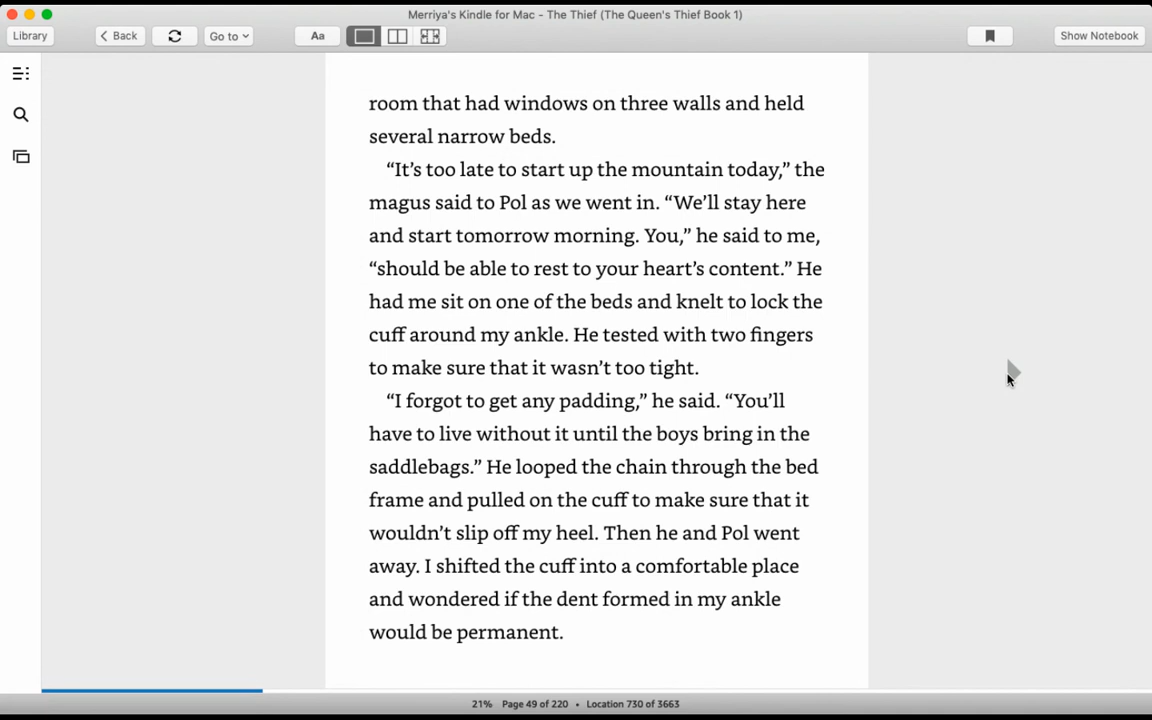 Merriya's Kindle for Mac - The Thief (The Queen's Thief Book 1)
Library
Back
Go to
Aa
Show Notebook
room that had windows on three walls and held
several narrow beds.
“It’s too late to start up the mountain today,” the
magus said to Pol as we went in. “We’ll stay here
and start tomorrow morning. You,” he said to me,
“should be able to rest to your heart’s content.” He
had me sit on one of the beds and knelt to lock the
cuff around my ankle. He tested with two fingers
to make sure that it wasn’t too tight.
“I forgot to get any padding,” he said. “You’ll
have to live without it until the boys bring in the
saddlebags.” He looped the chain through the bed
frame and pulled on the cuff to make sure that it
wouldn’t slip off my heel. Then he and Pol went
away. I shifted the cuff into a comfortable place
and wondered if the dent formed in my ankle
would be permanent.
21% Page 49 of 220 • Location 730 of 3663